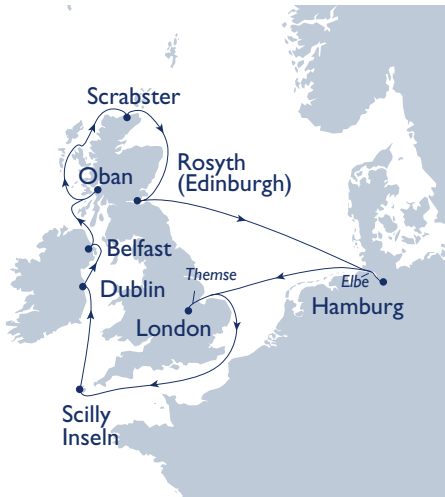 Scrabster
Rosyth
(Edinburgh)
Oban
Belfast
Themse
Elbe
Dublin
Hamburg
London
Scilly
Inseln